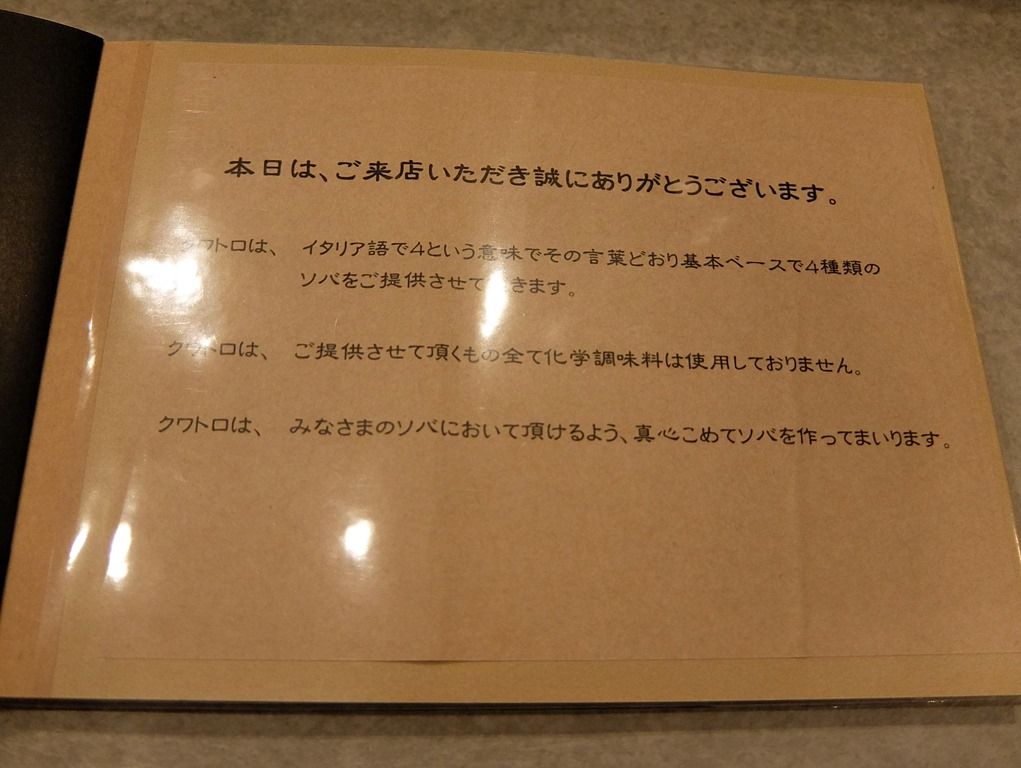 本日は、ご来店いただき誠にありがとうございます。
クワトロは、 イタリア語で4という意味でその言葉どおり基本ベースで4種類の
ソバをご提供させて きます。
クワトロは、 ご提供させて頂くもの全て化学調味料は使用しておりません。
クワトロは、 みなさまのソバにおいて頂けるよう、真心こめてソバを作ってまいります。